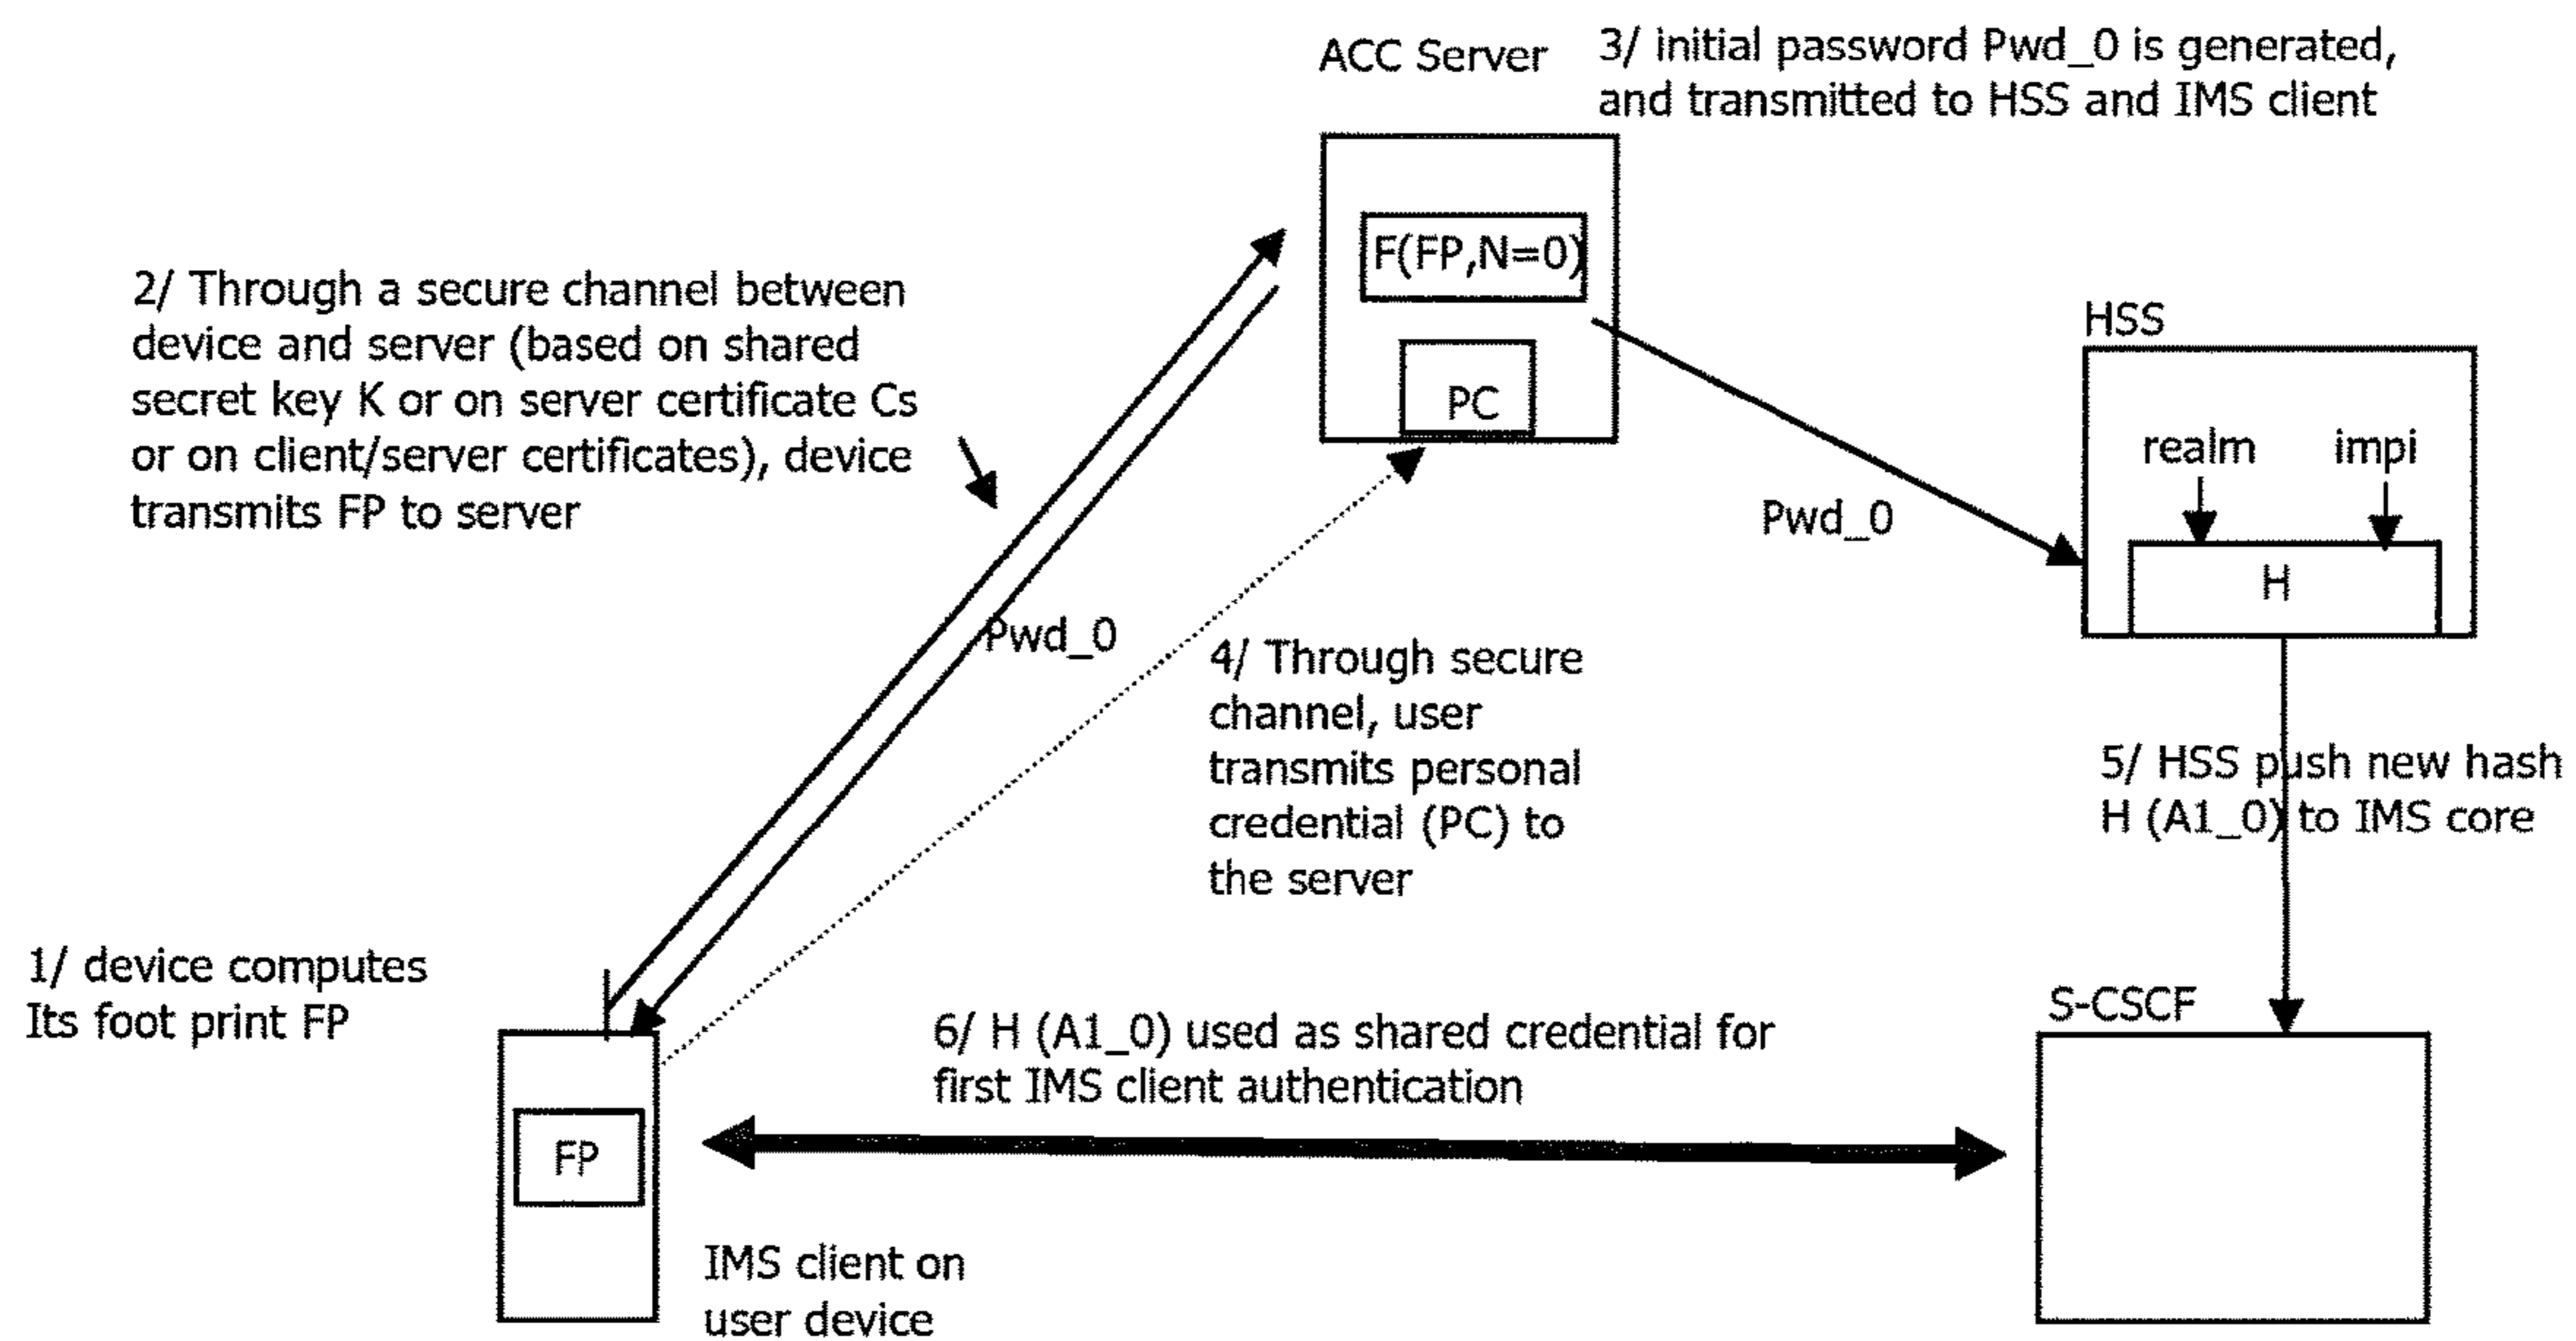 ACC Server
3/ initial password Pwd_0 is generated,
and transmitted to HSS and IMS client
F(FP,N=0)
PC
2/ Through a secure channel between
device and server (based on shared
secret key K or on server certificate Cs
or on client/server certificates), device
transmits FP to server
HSS
realm
impi
H
Pwd_0
Pwd_0
4/ Through secure
channel, user
transmits personal
credential (PC) to
the server
5/ HSS push new hash
H (A1_0) to IMS core
1/ device computes
Its foot print FP
S-CSCF
6/ H (A1_0) used as shared credential for
first IMS client authentication
FP
IMS client on
user device